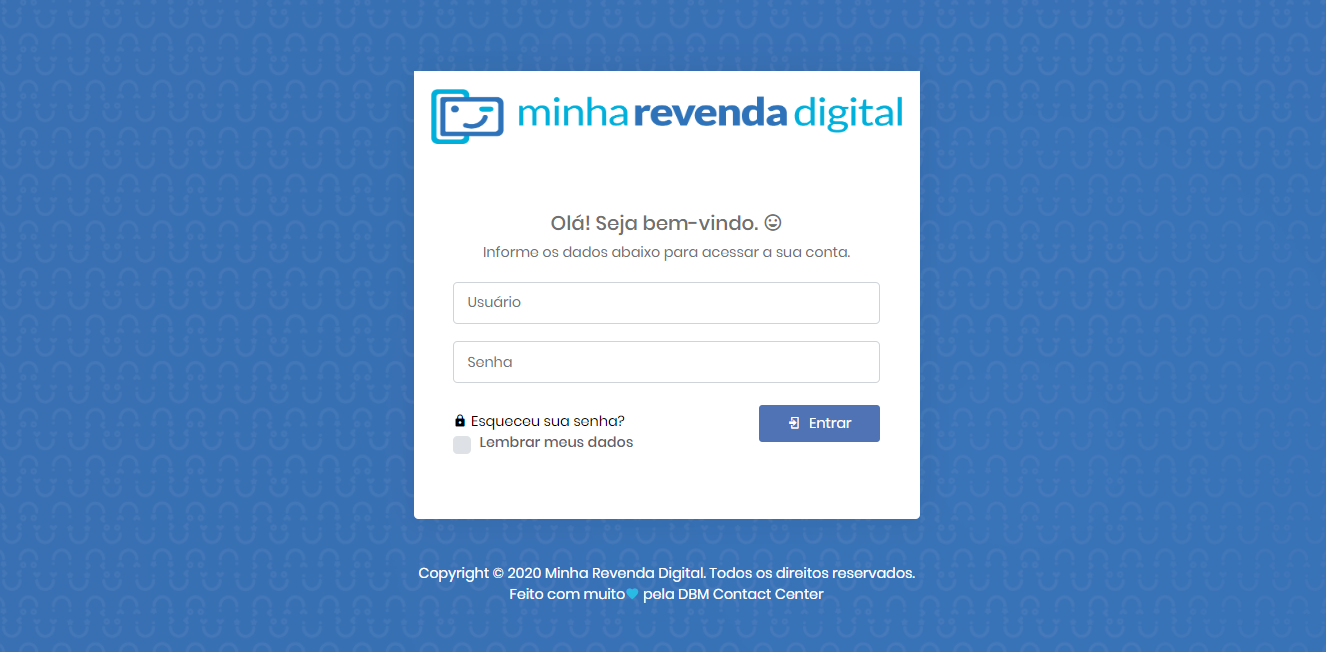 minha revenda digital
Olá! Seja bem-vindo.
Informe os dados abaixo para acessar a sua conta.
Usuário
Senha
Esqueceu sua senha?
Entrar
Lembrar meus dados
Copyright © 2020 Minha Revenda Digital. Todos os direitos reservados.
Feito com muito pela DBM Contact Center